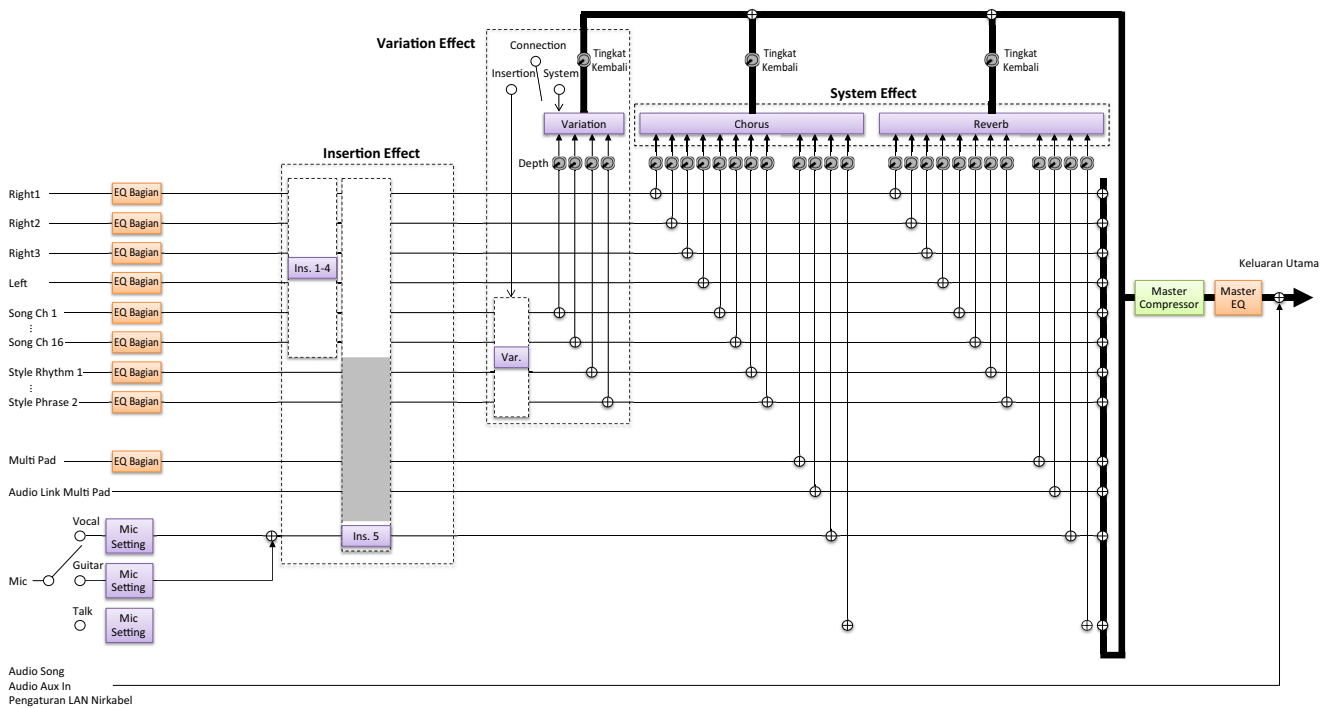 Variation Effect
Connection
Insertion System
Tingkat
Kembali
Tingkat
Kembali
Tingkat
Kembali
System Effect
Variation
Chorus
Reverb
Depth
Insertion Effect
Right1
EQ Bagian
Right2
EQ Bagian
Right3
EQ Bagian
Ins. 1-4
Left
EQ Bagian
Keluaran Utama
Master
Compressor
Master
EQ
Song Ch 1
EQ Bagian
Song Ch 16
EQ Bagian
Var.
Style Rhythm 1
EQ Bagian
Style Phrase 2
EQ Bagian
Multi Pad
EQ Bagian
Audio Link Multi Pad
Vocal
Mic
Setting
Ins. 5
Mic
Guitar
Mic
Setting
Talk
Mic
Setting
Audio Song
Audio Aux In
Pengaturan LAN Nirkabel